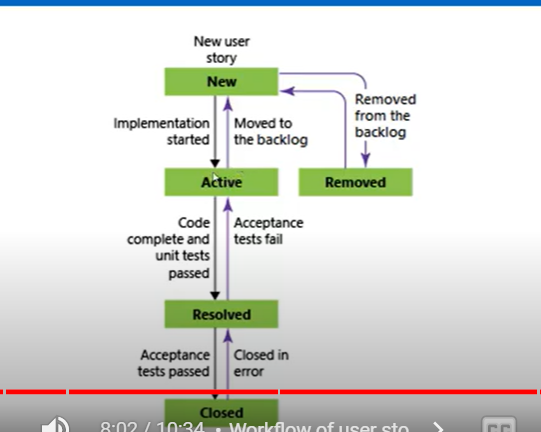 New user
story
New
Removed
from the
backlog
Implementation
started
Moved to
the backlog
Active
Removed
Code
complete and
unit tests
passed
Acceptance
tests fail
Resolved
Acceptance
tests passed
Closed in
error
Closed
8:02 / 10:34 • Workflow of user sto
CC